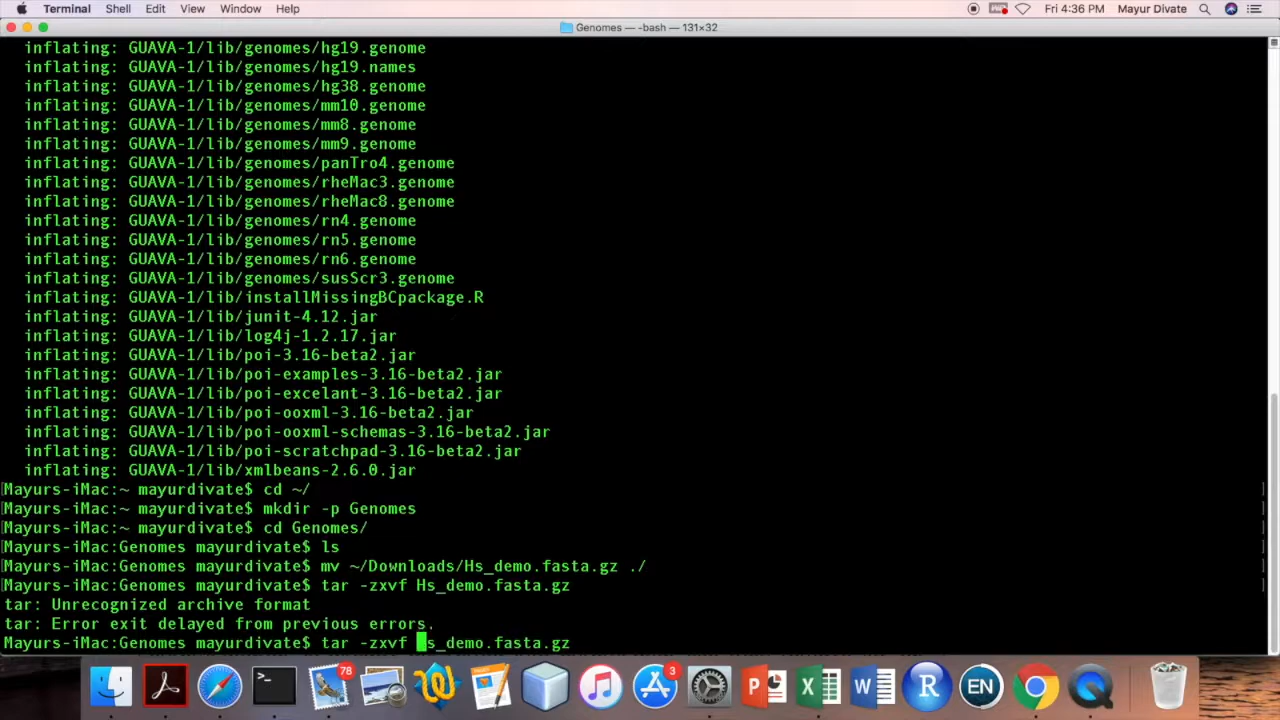 Terminal Shell Edit View Window Help Fri 4:36 PM Mayur Divate
Genomes — -bash — 131×32
inflating: GUAVA-1/lib/genomes/hg19.genome
inflating: GUAVA-1/lib/genomes/hg19.names
inflating: GUAVA-1/lib/genomes/hg38.genome
inflating: GUAVA-1/lib/genomes/mm10.genome
inflating: GUAVA-1/lib/genomes/mm8.genome
inflating: GUAVA-1/lib/genomes/mm9.genome
inflating: GUAVA-1/lib/genomes/panTro4.genome
inflating: GUAVA-1/lib/genomes/rheMac3.genome
inflating: GUAVA-1/lib/genomes/rheMac8.genome
inflating: GUAVA-1/lib/genomes/rn4.genome
inflating: GUAVA-1/lib/genomes/rn5.genome
inflating: GUAVA-1/lib/genomes/rn6.genome
inflating: GUAVA-1/lib/genomes/susScr3.genome
inflating: GUAVA-1/lib/installMissingBCpackage.R
inflating: GUAVA-1/lib/junit-4.12.jar
inflating: GUAVA-1/lib/log4j-1.2.17.jar
inflating: GUAVA-1/lib/poi-3.16-beta2.jar
inflating: GUAVA-1/lib/poi-examples-3.16-beta2.jar
inflating: GUAVA-1/lib/poi-excelant-3.16-beta2.jar
inflating: GUAVA-1/lib/poi-ooxml-3.16-beta2.jar
inflating: GUAVA-1/lib/poi-ooxml-schemas-3.16-beta2.jar
inflating: GUAVA-1/lib/poi-scratchpad-3.16-beta2.jar
inflating: GUAVA-1/lib/xmlbeans-2.6.0.jar
[Mayurs-iMac:~ mayurdivate$ cd ~/ ]
[Mayurs-iMac:~ mayurdivate$ mkdir -p Genomes ]
[Mayurs-iMac:~ mayurdivate$ cd Genomes/ ]
[Mayurs-iMac:Genomes mayurdivate$ ls ]
[Mayurs-iMac:Genomes mayurdivate$ mv ~/Downloads/Hs_demo.fasta.gz ./ ]
[Mayurs-iMac:Genomes mayurdivate$ tar -zxvf Hs_demo.fasta.gz ]
tar: Unrecognized archive format
tar: Error exit delayed from previous errors.
Mayurs-iMac:Genomes mayurdivate$ tar -zxvf Hs_demo.fasta.gz
78 3
>_ P X W R EN